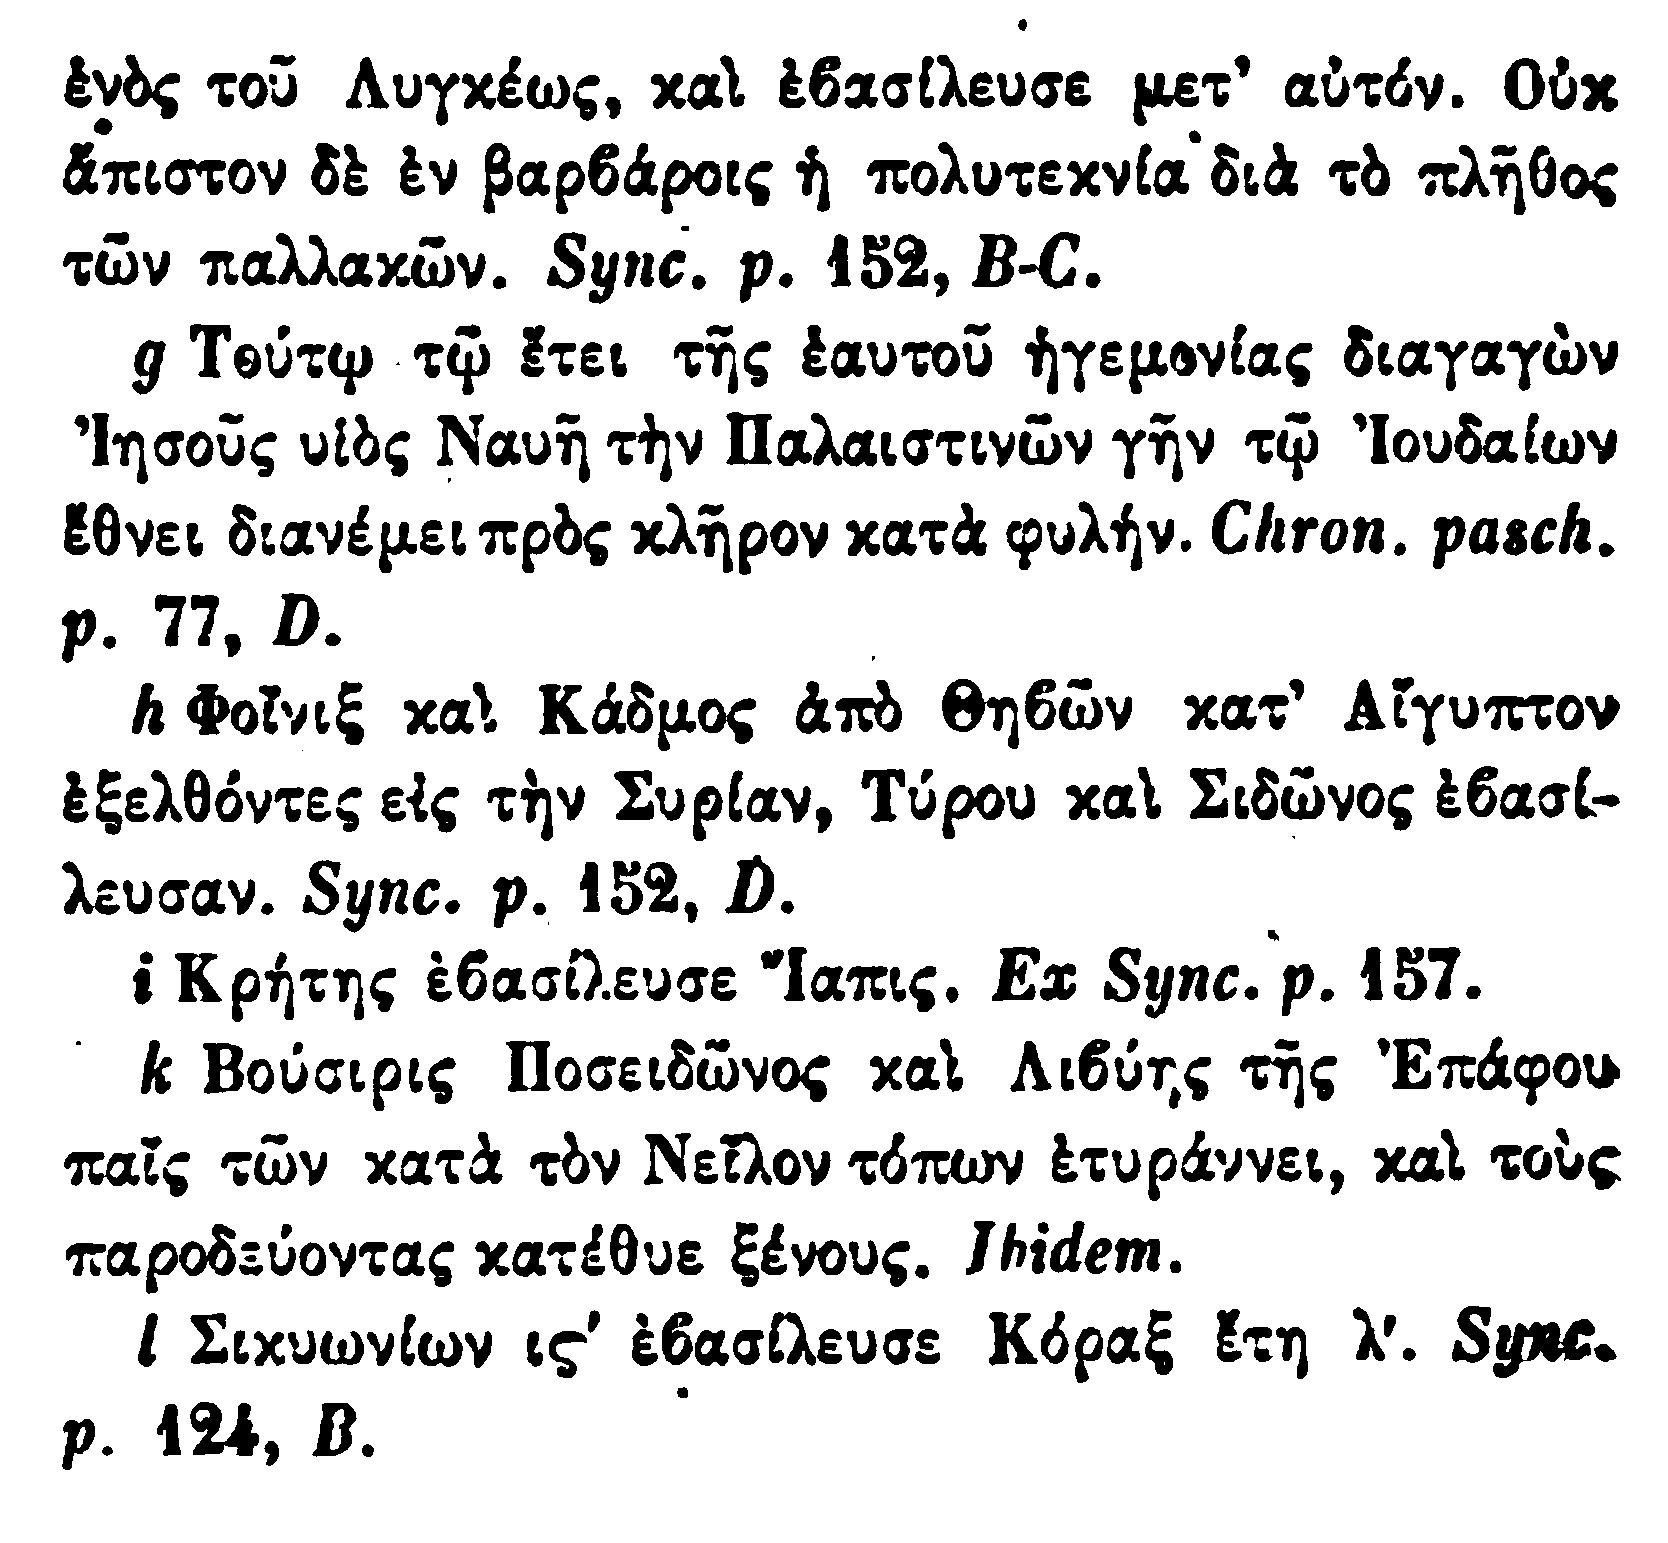 ἑνὸς τοῦ Λυγκέως, καὶ ἐϐασίλευσε μετ’ αὐτόν. Οὐκ
ἄπιστον δὲ ἐν βαρϐάροις ἡ πολυτεκνία διὰ τὸ πλῆθος
τῶν παλλακῶν. Sync. p. 152, B-C.
g Τούτῳ τῷ ἔτει τῆς ἑαυτοῦ ἡγεμονίας διαγαγὼν
Ἰησοῦς υἱὸς Ναυῆ τὴν Παλαιστινῶν γῆν τῷ Ἰουδαίων
ἔθνει διανέμει πρὸς κλῆρον κατὰ φυλήν. Chron. pasch.
p. 77, D.
h Φοῖνιξ καὶ Κάδμος ἀπὸ Θηϐῶν κατ’ Αἴγυπτον
ἐξελθόντες εἰς τὴν Συρίαν, Τύρου καὶ Σιδῶνος ἐϐασί-
λευσαν. Sync. p. 152, D.
i Κρήτης ἐϐασίλευσε Ἴαπις. Ex Sync. p. 157.
k Βούσιρις Ποσειδῶνος καὶ Λιϐύης τῆς Ἐπάφου
παῖς τῶν κατὰ τὸν Νεῖλον τόπων ἐτυράννει, καὶ τοὺς
παροδεύοντας κατέθυε ξένους. Ibidem.
l Σικυωνίων ις′ ἐϐασίλευσε Κόραξ ἔτη λ′. Sync.
p. 124, B.